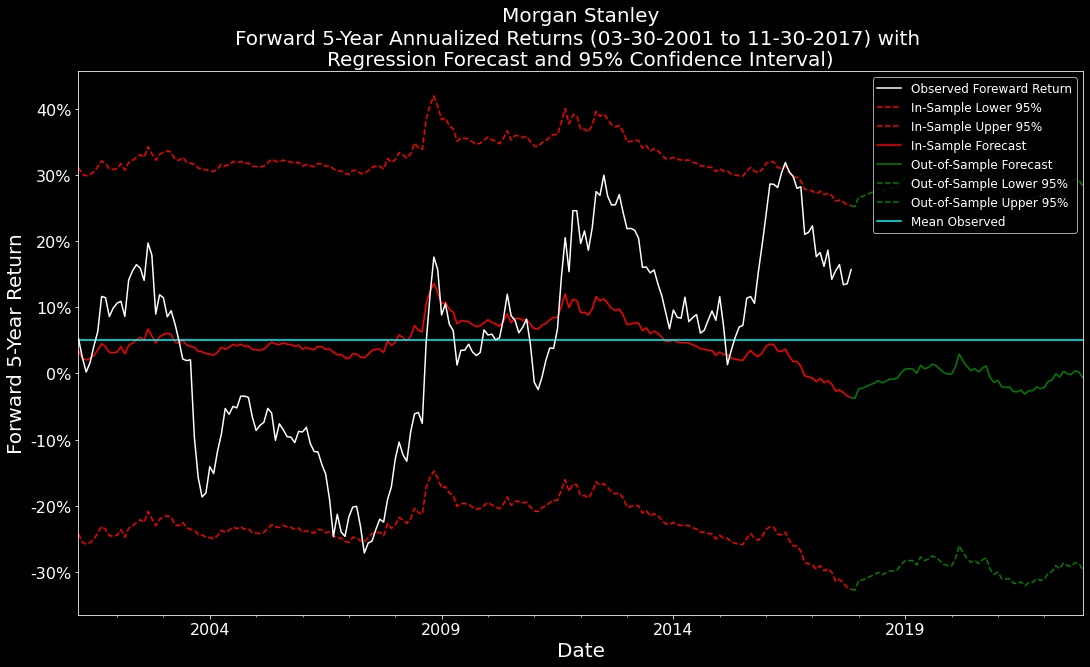 Morgan Stanley
Forward 5-Year Annualized Returns (03-30-2001 to 11-30-2017) with
Regression Forecast and 95% Confidence Interval)
Forward 5-Year Return
40%
30%
20%
10%
0%
-10%
-20%
-30%
Observed Foreward Return
In-Sample Lower 95%
In-Sample Upper 95%
In-Sample Forecast
Out-of-Sample Forecast
Out-of-Sample Lower 95%
Out-of-Sample Upper 95%
Mean Observed
2004
2009
2014
2019
Date